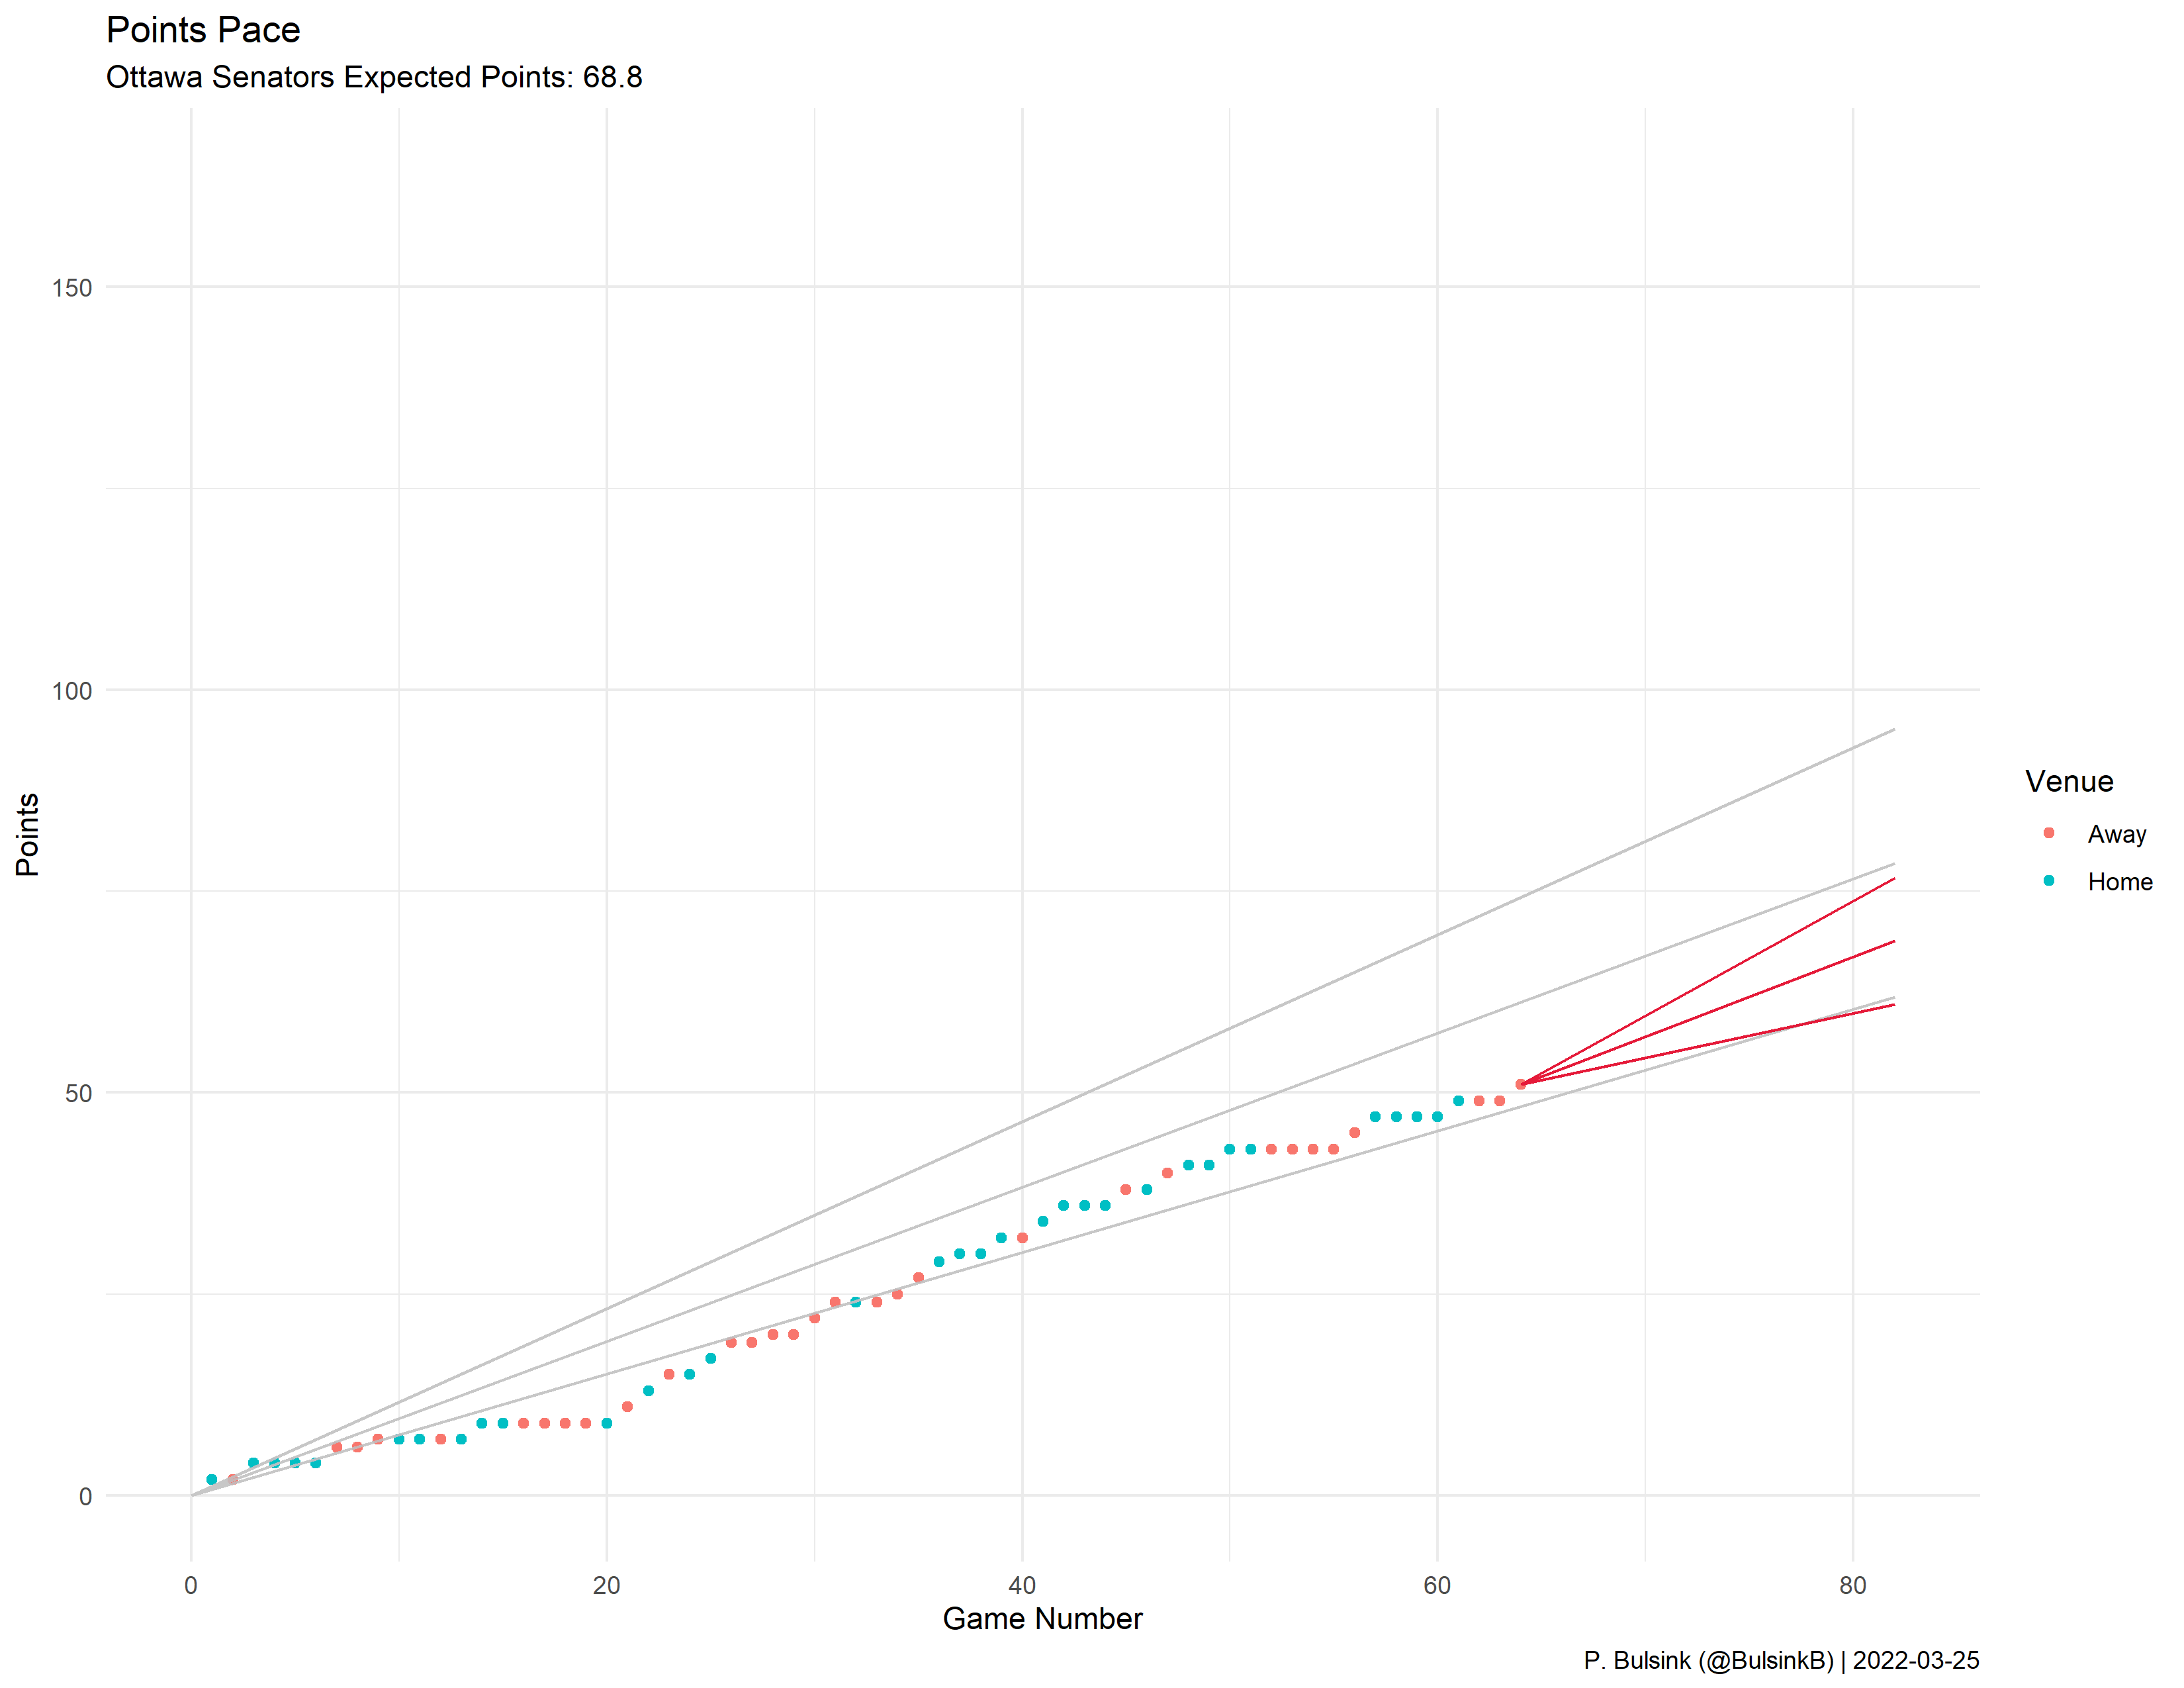 Points Pace
Ottawa Senators Expected Points: 68.8
150
100
50
0
Points
0 20 40 60 80
Game Number
Venue
Away
Home
P. Bulsink (@BulsinkB) | 2022-03-25